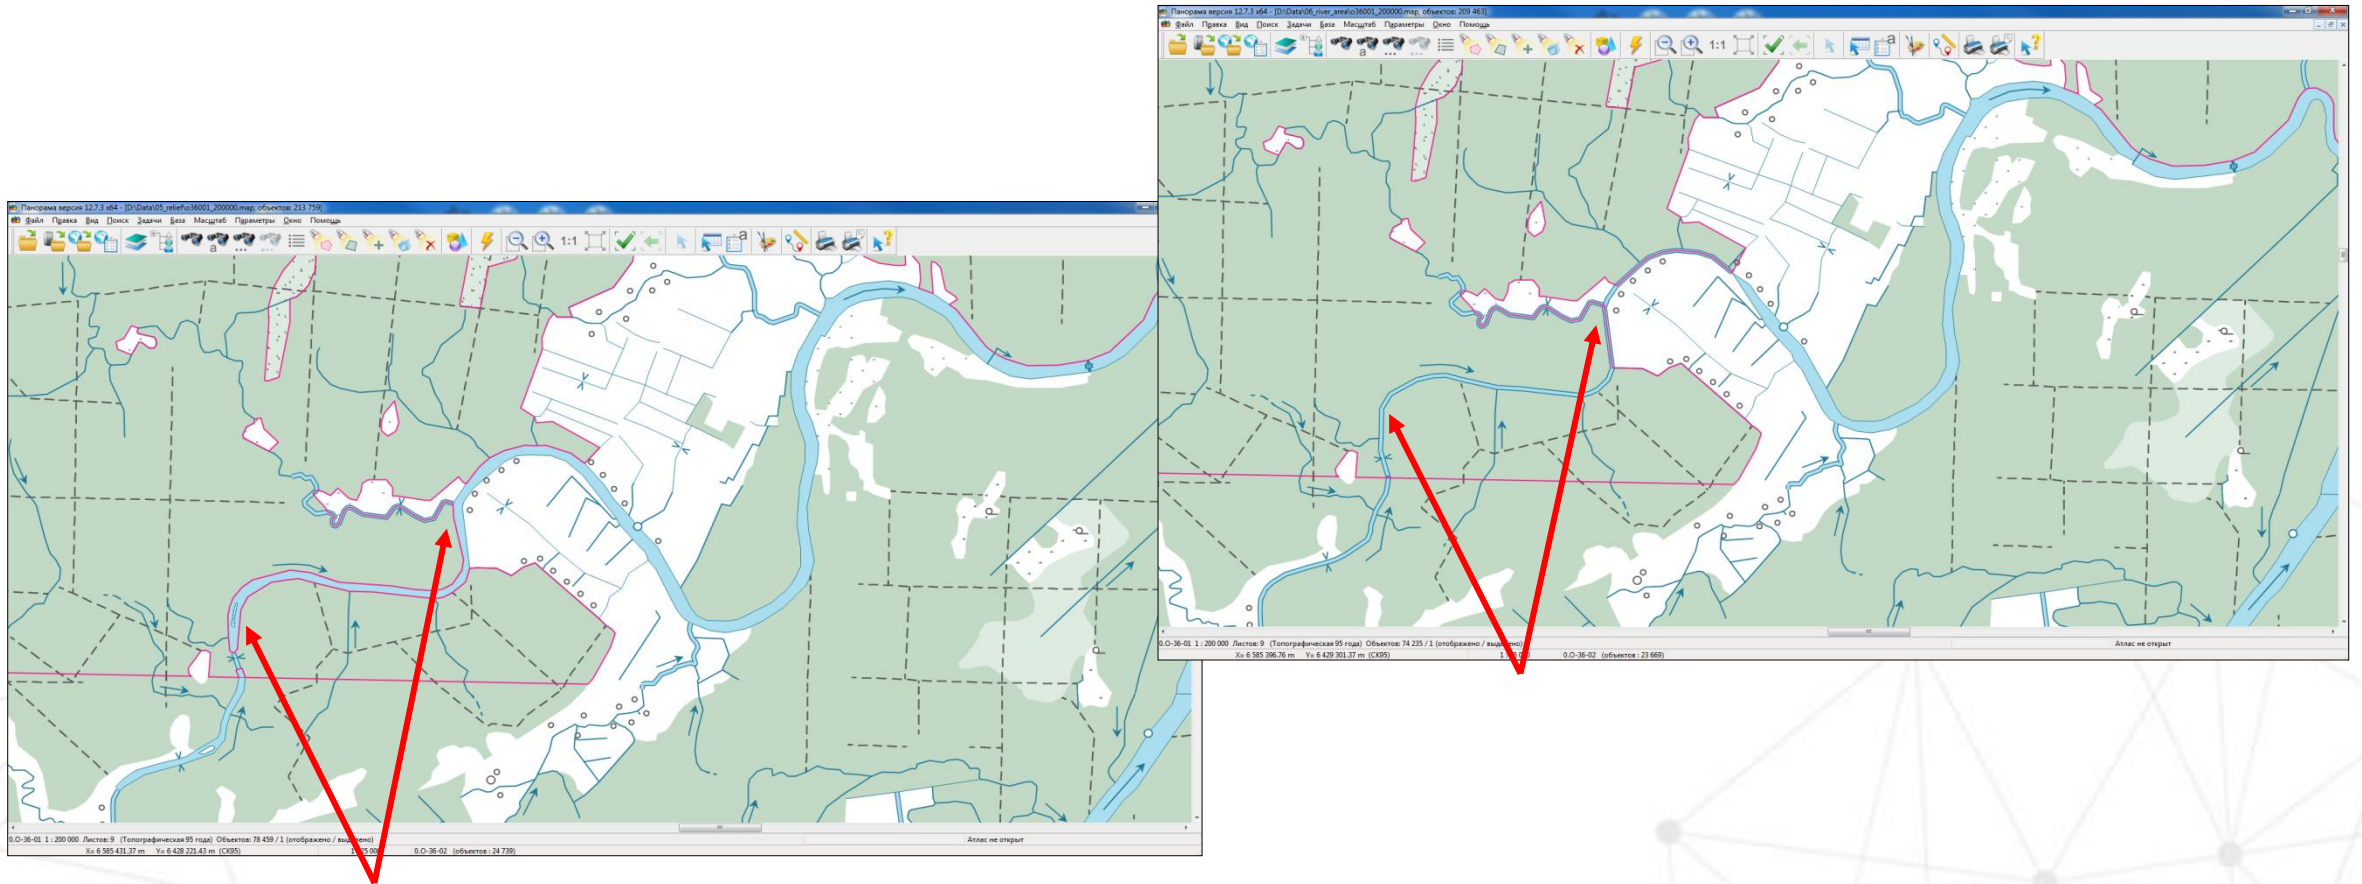 Панорама версия 12.7.3 x64 - [D:\Data\06_river_area\o36001_200000.map, объектов: 209 463]
Файл Правка Вид Поиск Задачи База Масштаб Параметры Окно Помощь
1:1
a
0.O-36-01 1 : 200 000 Листов: 9 (Топографическая 95 года) Объектов: 74 235 / 1 (отображено / выделено)
Атлас не открыт
X= 6 585 396.76 m Y= 6 429 301.37 m (СК95)
0.O-36-02 (объектов : 23 669)
Панорама версия 12.7.3 x64 - [D:\Data\05_relief\o36001_200000.map, объектов: 213 759]
Файл Правка Вид Поиск Задачи База Масштаб Параметры Окно Помощь
1:1
a
0.O-36-01 1 : 200 000 Листов: 9 (Топографическая 95 года) Объектов: 78 459 / 1 (отображено / выделено)
Атлас не открыт
X= 6 585 431.37 m Y= 6 428 221.43 m (СК95)
0.O-36-02 (объектов : 24 739)